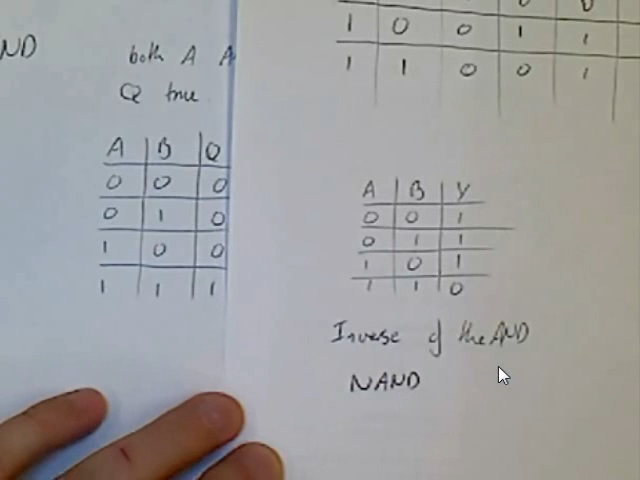 ND
both A A
Q true
A B Q
0 0 0
0 1 0
1 0 0
1 1 1
1 0 0 1 1
1 1 0 0 1
A B Y
0 0 1
0 1 1
1 0 1
1 1 0
Inverse of the AND
NAND